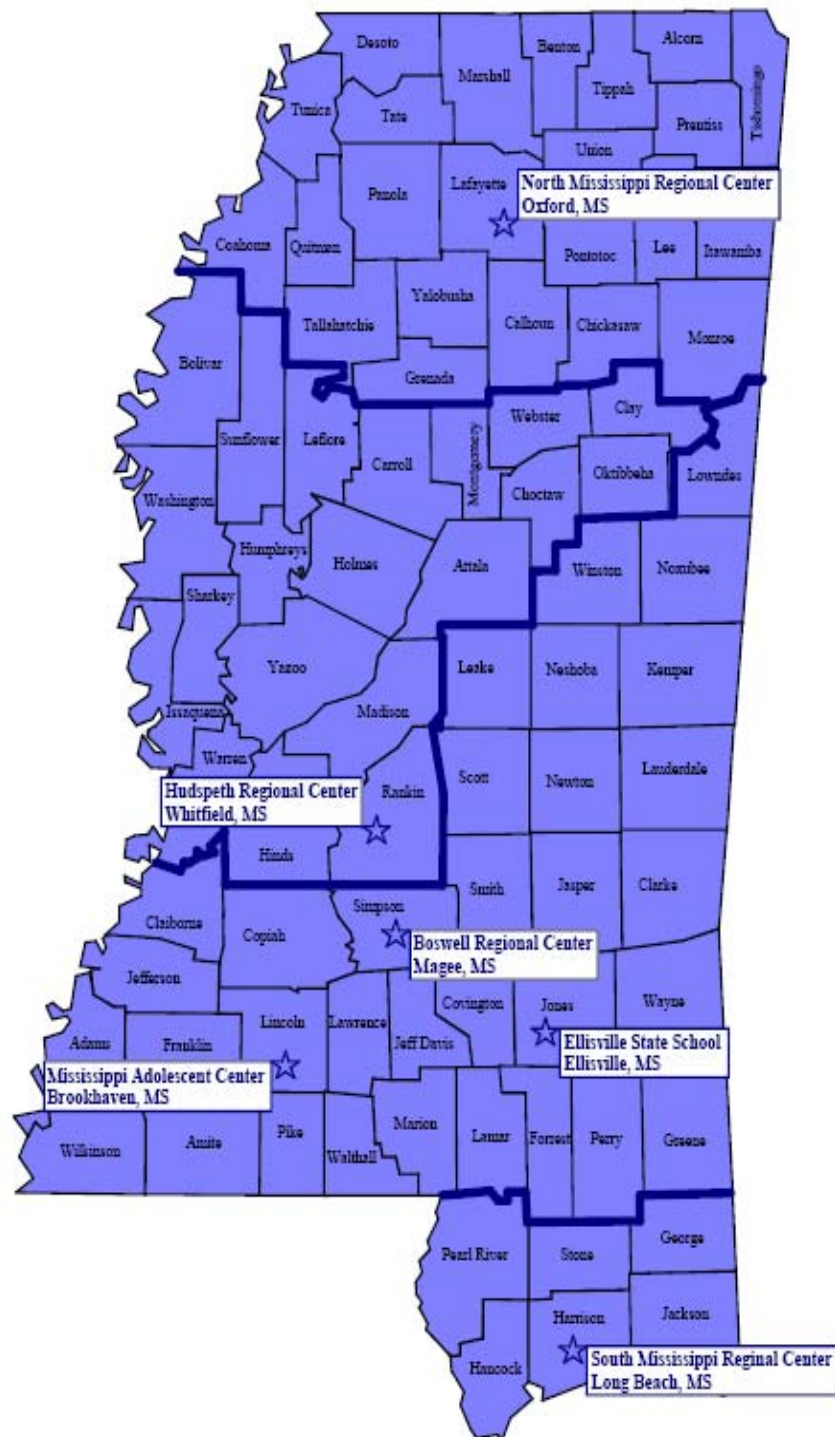 Desoto
Marshall
Benton
Tippah
Alcorn
Tishomingo
Tunica
Tate
Prentiss
Union
Panola
Lafayette
North Mississippi Regional Center
Oxford, MS
Coahoma
Quitman
Pontotoc
Lee
Itawamba
Yalobusha
Tallahatchie
Calhoun
Chickasaw
Monroe
Bolivar
Grenada
Webster
Clay
Sunflower
Leflore
Carroll
Montgomery
Choctaw
Oktibbeha
Lowndes
Washington
Humphreys
Holmes
Attala
Winston
Noxubee
Sharkey
Yazoo
Leake
Neshoba
Kemper
Issaquena
Madison
Warren
Scott
Newton
Lauderdale
Hudspeth Regional Center
Whitfield, MS
Rankin
Hinds
Smith
Jasper
Clarke
Claiborne
Copiah
Simpson
Boswell Regional Center
Magee, MS
Jefferson
Covington
Jones
Wayne
Adams
Franklin
Lincoln
Lawrence
Jeff Davis
Ellisville State School
Ellisville, MS
Mississippi Adolescent Center
Brookhaven, MS
Wilkinson
Amite
Pike
Walthall
Marion
Lamar
Forrest
Perry
Greene
Pearl River
Stone
George
Harrison
Jackson
Hancock
South Mississippi Reginal Center
Long Beach, MS